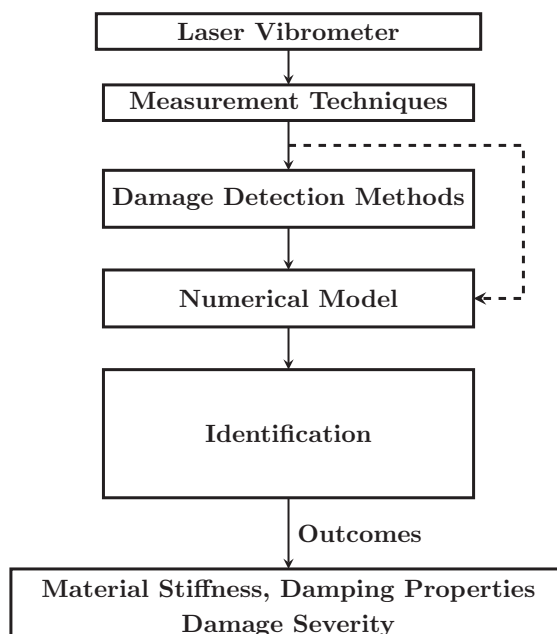 Laser Vibrometer
Measurement Techniques
Damage Detection Methods
Numerical Model
Identification
Outcomes
Material Stiffness, Damping Properties
Damage Severity